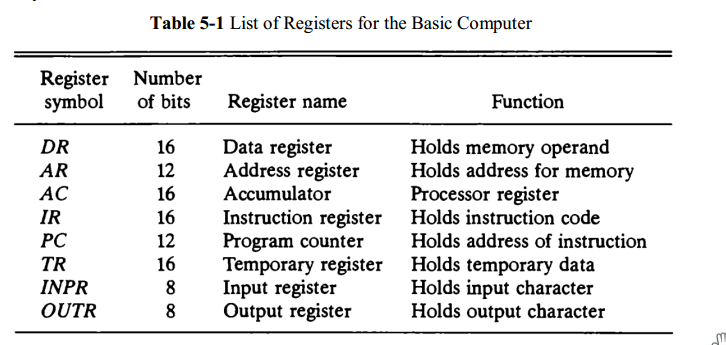 Table 5-1 List of Registers for the Basic Computer
Register symbol Number of bits Register name Function
DR 16 Data register Holds memory operand
AR 12 Address register Holds address for memory
AC 16 Accumulator Processor register
IR 16 Instruction register Holds instruction code
PC 12 Program counter Holds address of instruction
TR 16 Temporary register Holds temporary data
INPR 8 Input register Holds input character
OUTR 8 Output register Holds output character